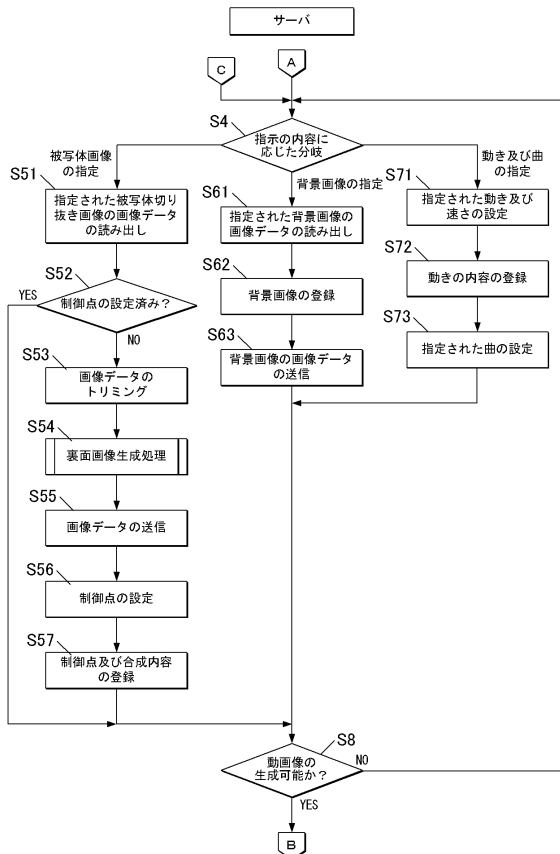 サーバ
C
A
S4
指示の内容に
応じた分岐
被写体画像
の指定
背景画像の指定
動き及び曲
の指定
S51
指定された被写体切り
抜き画像の画像データ
の読み出し
S52
制御点の設定済み？
YES
NO
S53
画像データの
トリミング
S54
裏面画像生成処理
S55
画像データの送信
S56
制御点の設定
S57
制御点及び合成内容
の登録
S61
指定された背景画像の
画像データの読み出し
S62
背景画像の登録
S63
背景画像の画像データ
の送信
S71
指定された動き及び
速さの設定
S72
動きの内容の登録
S73
指定された曲の設定
S8
動画像の
生成可能か？
NO
YES
B